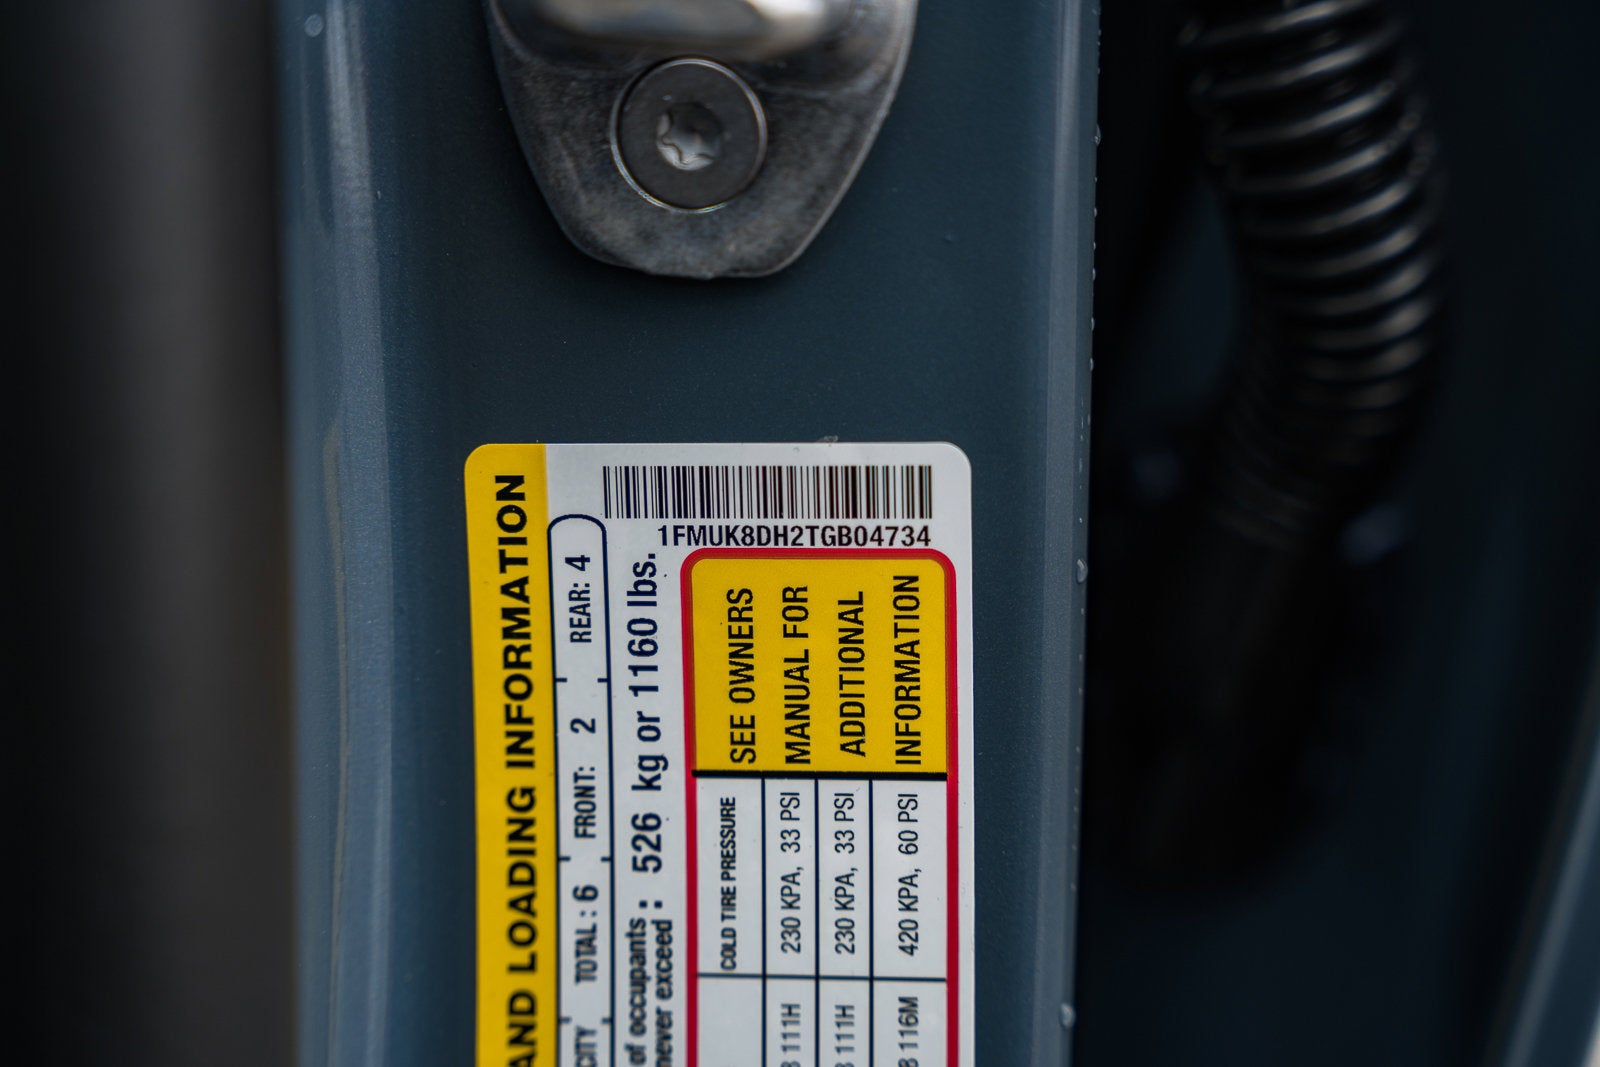 1FMUK8DH2TGB04734
AND LOADING INFORMATION
TOTAL : 6 FRONT: 2 REAR: 4
of occupants :
never exceed : 526 kg or 1160 lbs.
COLD TIRE PRESSURE
111H 230 KPA, 33 PSI
111H 230 KPA, 33 PSI
116M 420 KPA, 60 PSI
SEE OWNERS
MANUAL FOR
ADDITIONAL
INFORMATION